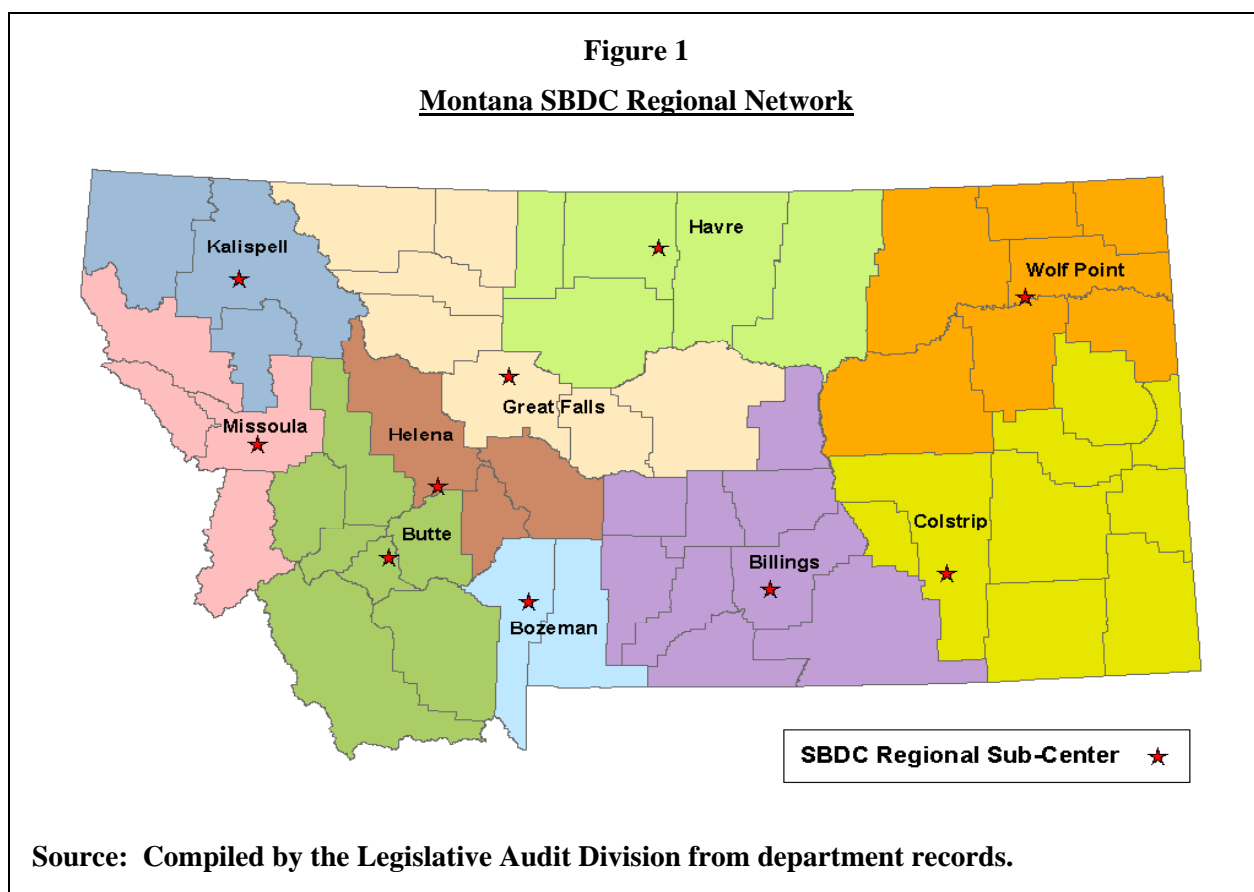 Figure 1
Montana SBDC Regional Network
Kalispell
Havre
Wolf Point
Great Falls
Missoula
Helena
Colstrip
Butte
Billings
Bozeman
SBDC Regional Sub-Center
Source: Compiled by the Legislative Audit Division from department records.